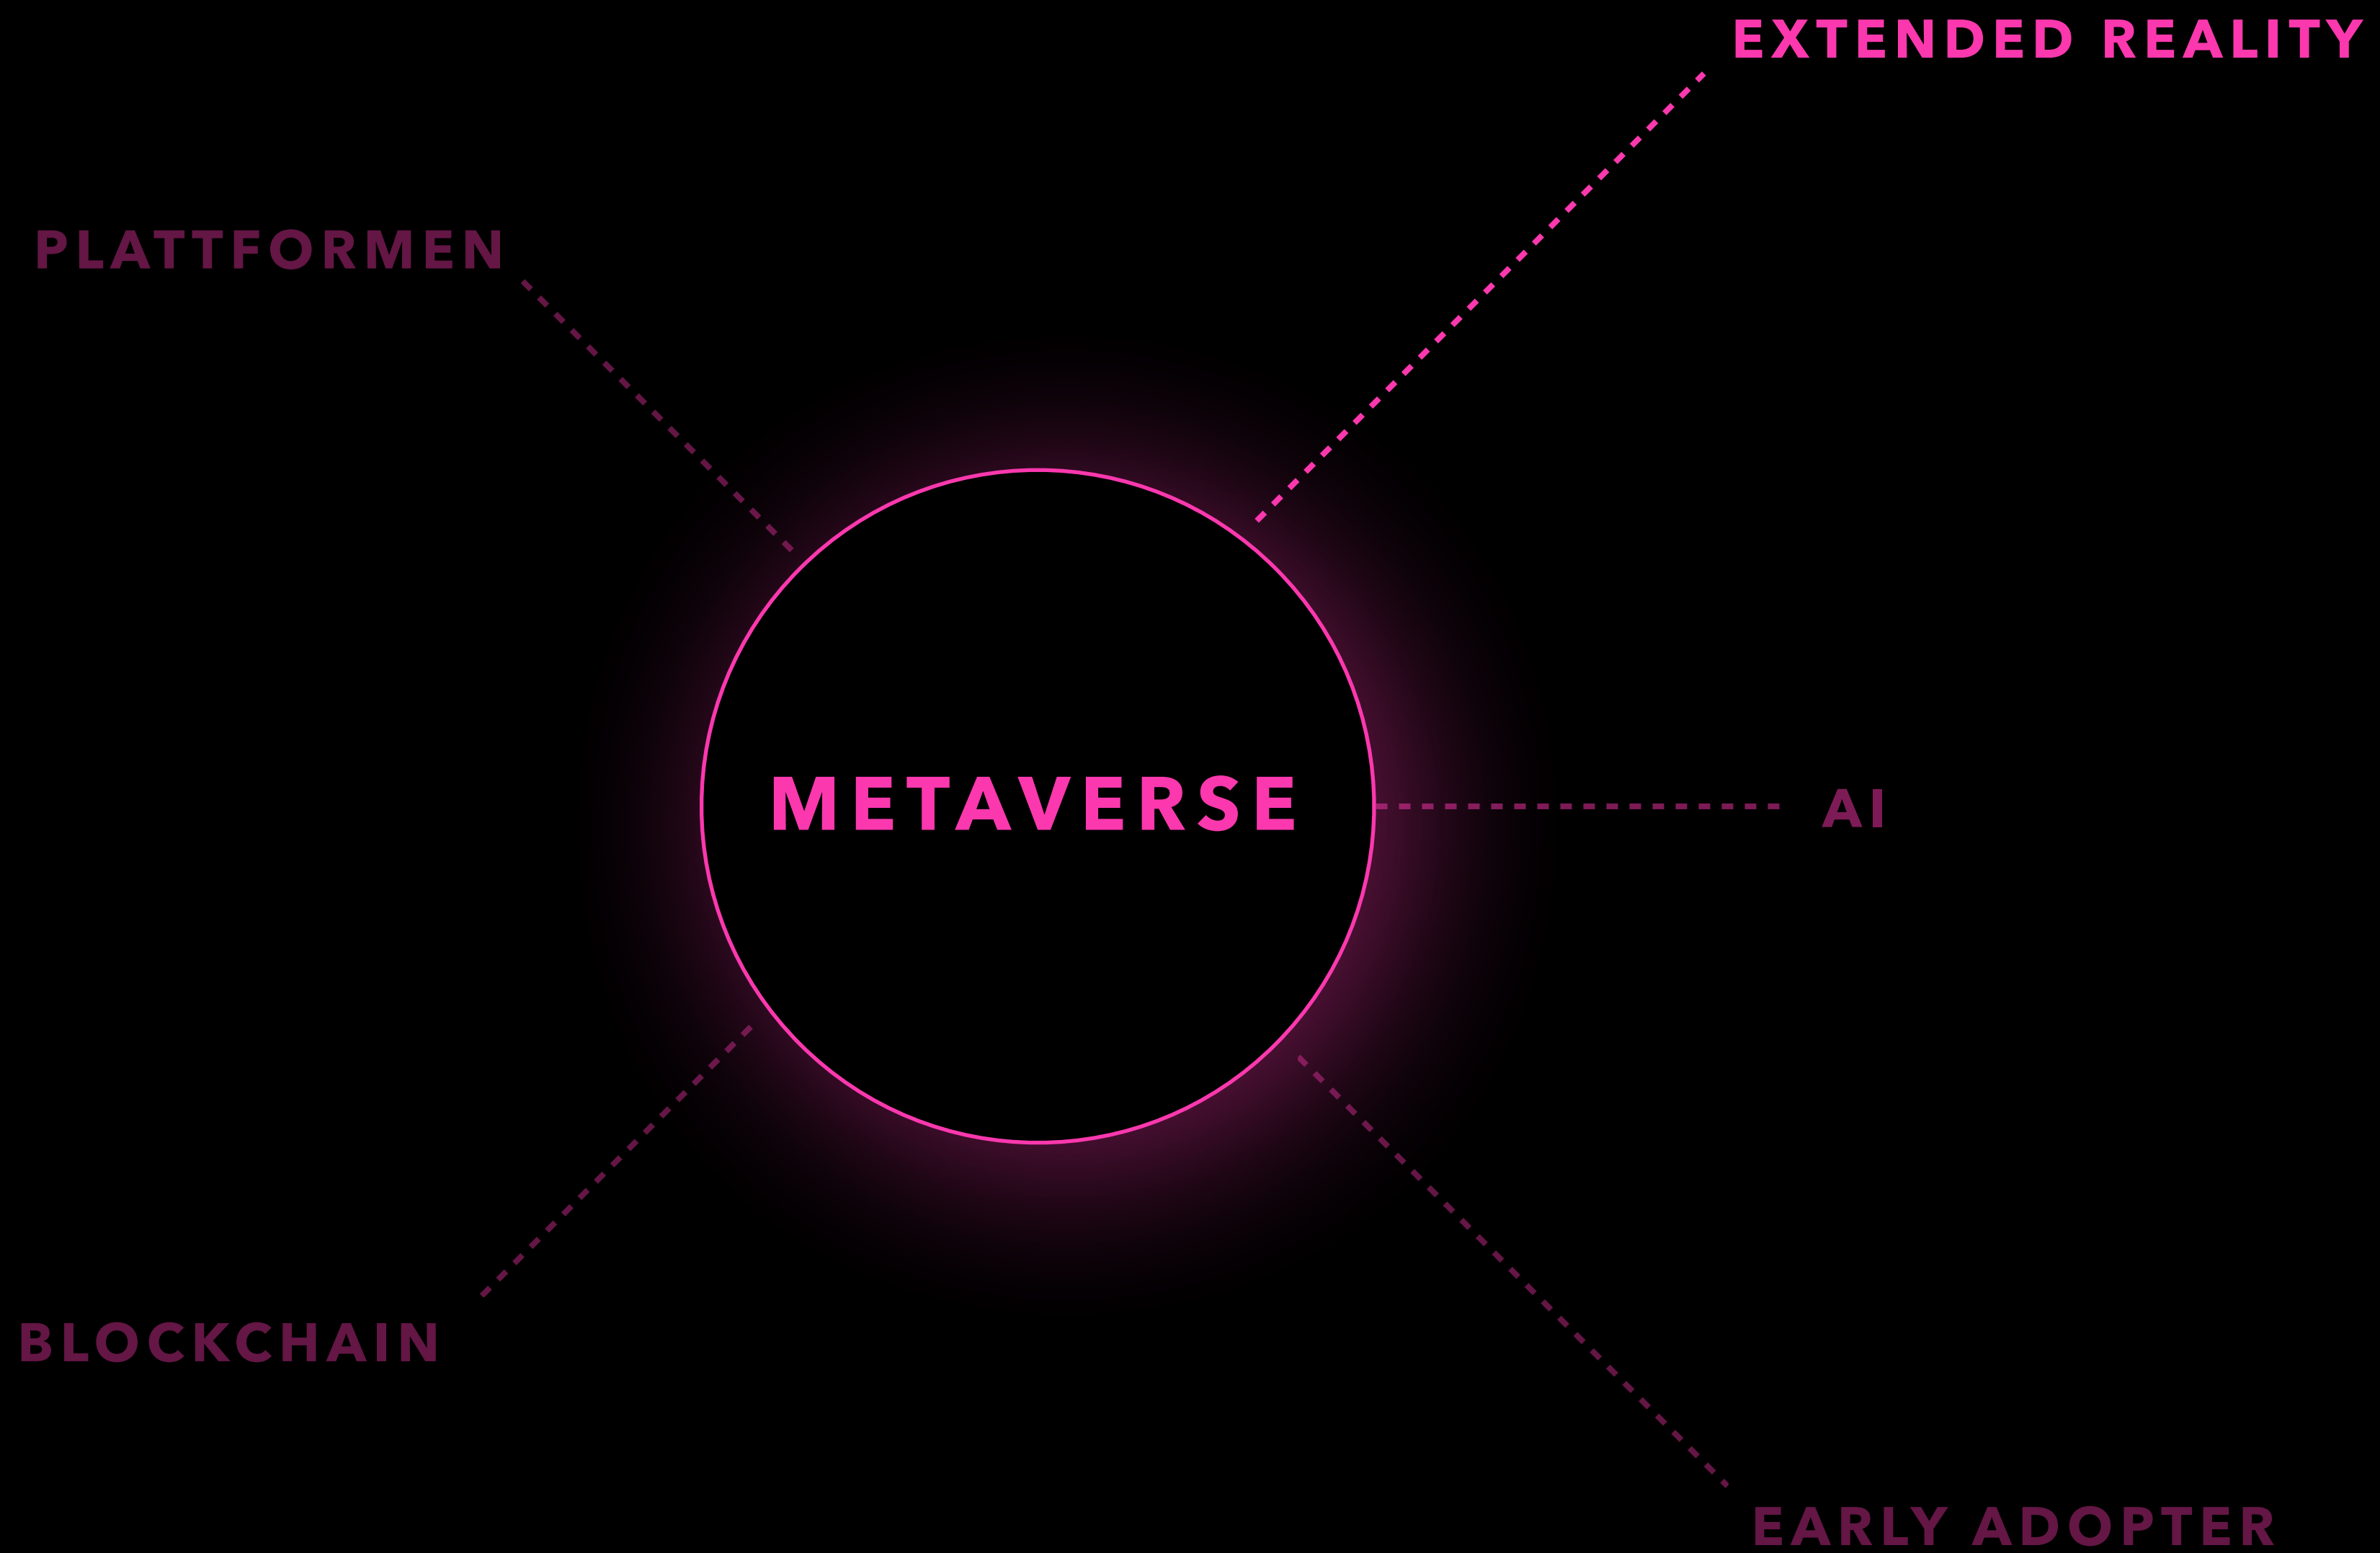 EXTENDED REALITY
PLATTFORMEN
METAVERSE
AI
BLOCKCHAIN
EARLY ADOPTER